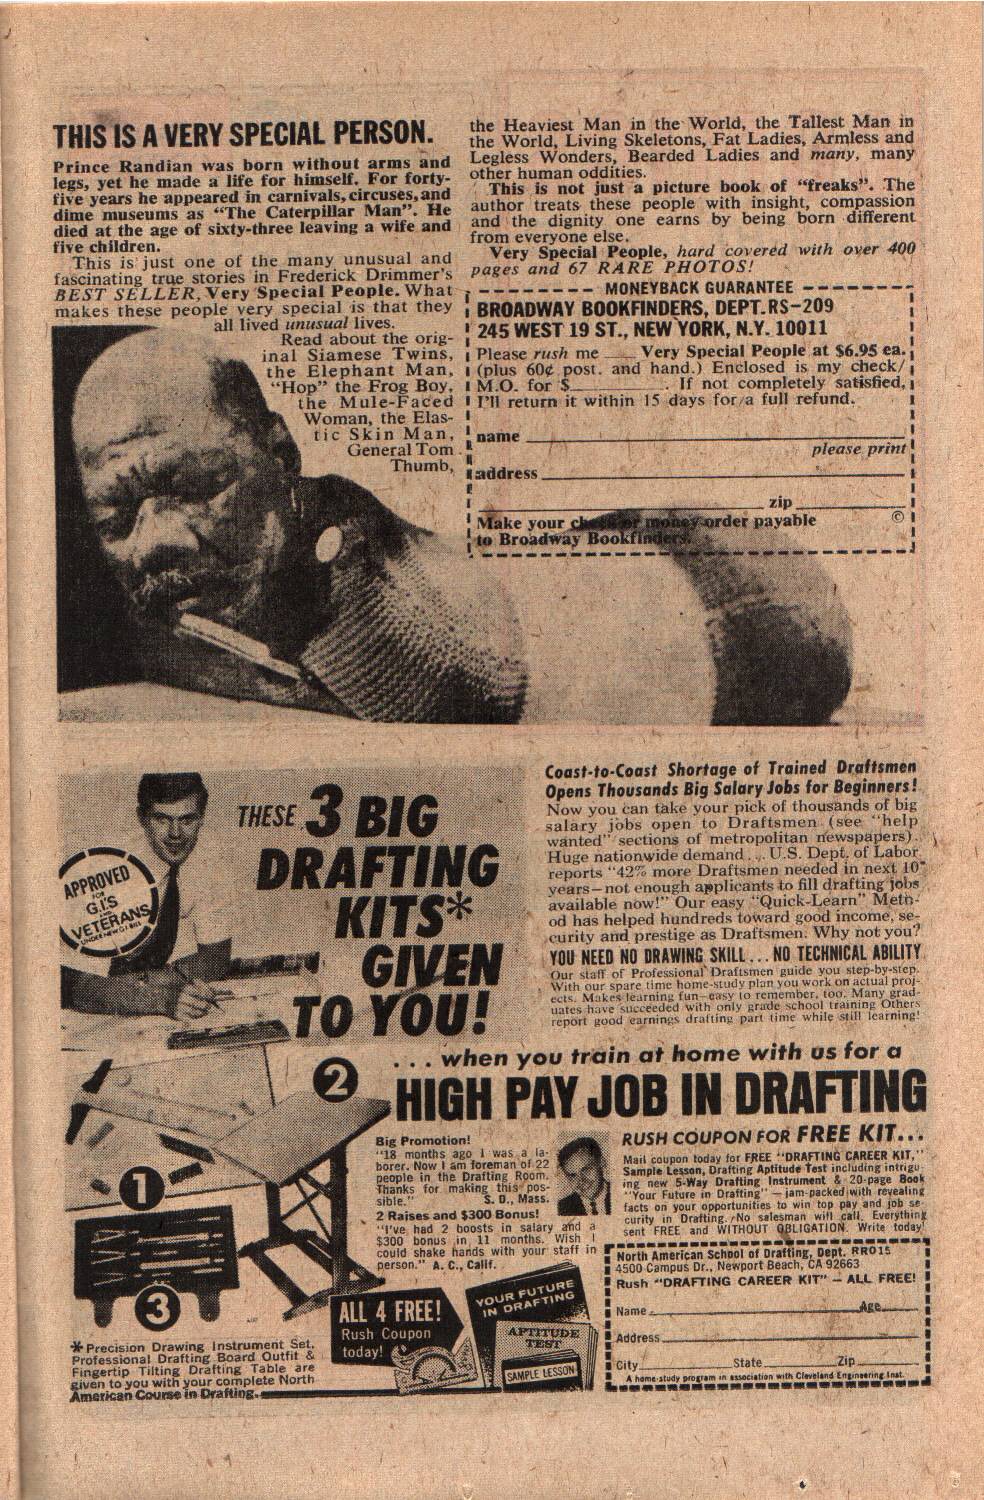 THIS IS A VERY SPECIAL PERSON.
Prince Randian was born without arms and
legs, yet he made a life for himself. For forty-
five years he appeared in carnivals, circuses, and
dime museums as "The Caterpillar Man". He
died at the age of sixty-three leaving a wife and
five children.
This is just one of the many unusual and
fascinating true stories in Frederick Drimmer's
BEST SELLER, Very Special People. What
makes these people very special is that they
all lived unusual lives.
Read about the orig-
inal Siamese Twins,
the Elephant Man,
"Hop" the Frog Boy,
the Mule-Faced
Woman, the Elas-
tic Skin Man,
General Tom
Thumb,
the Heaviest Man in the World, the Tallest Man in
the World, Living Skeletons, Fat Ladies, Armless and
Legless Wonders, Bearded Ladies and many, many
other human oddities.
This is not just a picture book of "freaks". The
author treats these people with insight, compassion
and the dignity one earns by being born different
from everyone else.
Very Special People, hard covered with over 400
pages and 67 RARE PHOTOS!
MONEYBACK GUARANTEE
BROADWAY BOOKFINDERS, DEPT. RS-209
245 WEST 19 ST., NEW YORK, N.Y. 10011
Please rush me ___ Very Special People at $6.95 ea.
(plus 60¢ post. and hand.) Enclosed is my check/
M.O. for $__________. If not completely satisfied,
I'll return it within 15 days for a full refund.
name
please print
address
zip
Make your check or money order payable ©
to Broadway Bookfinders.
THESE 3 BIG
DRAFTING
KITS*
GIVEN
TO YOU!
APPROVED
FOR
G.I.'S
AND
VETERANS
UNDER NEW G.I. BILL
Coast-to-Coast Shortage of Trained Draftsmen
Opens Thousands Big Salary Jobs for Beginners!
Now you can take your pick of thousands of big
salary jobs open to Draftsmen (see "help
wanted" sections of metropolitan newspapers).
Huge nationwide demand . . . U.S. Dept. of Labor
reports "42% more Draftsmen needed in next 10
years—not enough applicants to fill drafting jobs
available now!" Our easy "Quick-Learn" Meth-
od has helped hundreds toward good income, se-
curity and prestige as Draftsmen. Why not you?
YOU NEED NO DRAWING SKILL . . . NO TECHNICAL ABILITY
Our staff of Professional Draftsmen guide you step-by-step.
With our spare time home-study plan you work on actual proj-
ects. Makes learning fun—easy to remember, too. Many grad-
uates have succeeded with only grade school training. Others
report good earnings drafting part time while still learning!
. . . when you train at home with us for a
HIGH PAY JOB IN DRAFTING
2
1
3
Big Promotion!
"18 months ago I was a la-
borer. Now I am foreman of 22
people in the Drafting Room.
Thanks for making this pos-
sible." S. D., Mass.
2 Raises and $300 Bonus!
"I've had 2 boosts in salary and a
$300 bonus in 11 months. Wish I
could shake hands with your staff in
person." A. C., Calif.
RUSH COUPON FOR FREE KIT...
Mail coupon today for FREE "DRAFTING CAREER KIT,"
Sample Lesson, Drafting Aptitude Test including intrigu-
ing new 5-Way Drafting Instrument & 20-page Book
"Your Future in Drafting" — jam-packed with revealing
facts on your opportunities to win top pay and job se-
curity in Drafting. No salesman will call. Everything
sent FREE and WITHOUT OBLIGATION. Write today!
North American School of Drafting, Dept. RR015
4500 Campus Dr., Newport Beach, CA 92663
Rush "DRAFTING CAREER KIT" — ALL FREE!
Name Age
Address
City State Zip
A home-study program in association with Cleveland Engineering Inst.
ALL 4 FREE!
Rush Coupon
today!
YOUR FUTURE
IN DRAFTING
APTITUDE
TEST
SAMPLE LESSON
* Precision Drawing Instrument Set,
Professional Drafting Board Outfit &
Fingertip Tilting Drafting Table are
given to you with your complete North
American Course in Drafting.